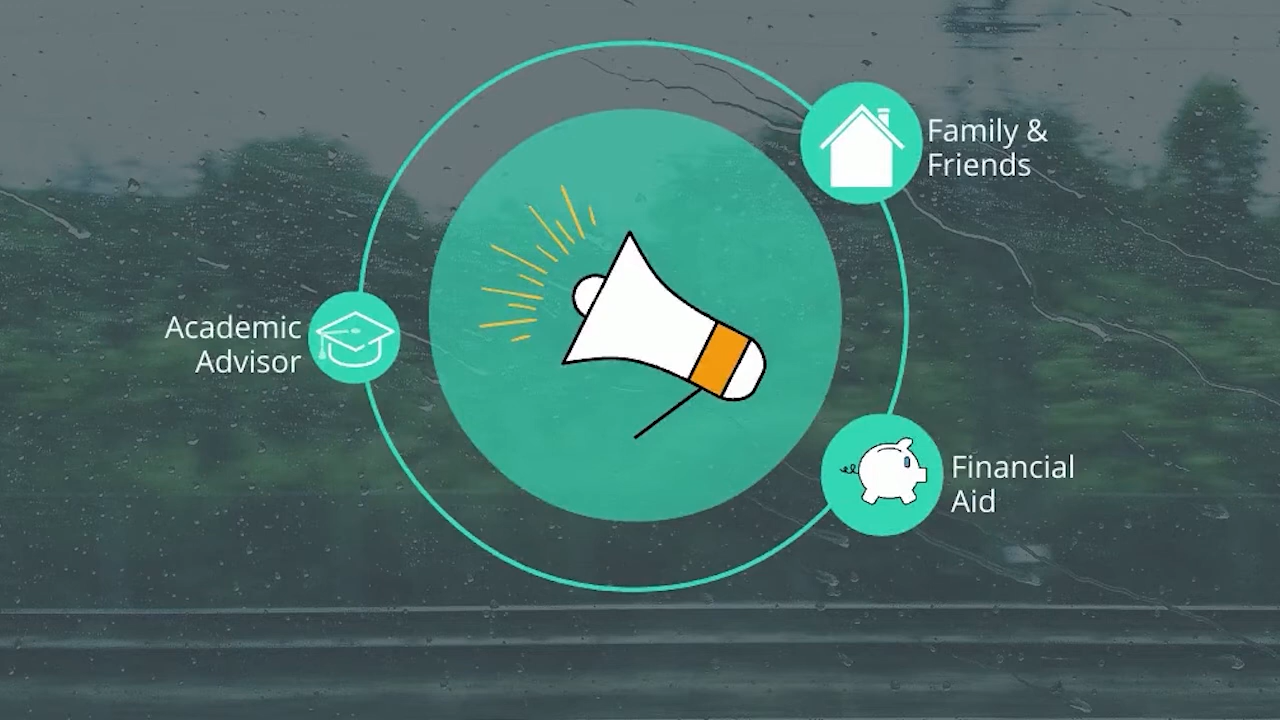 Family &
Friends
Academic
Advisor
Financial
Aid